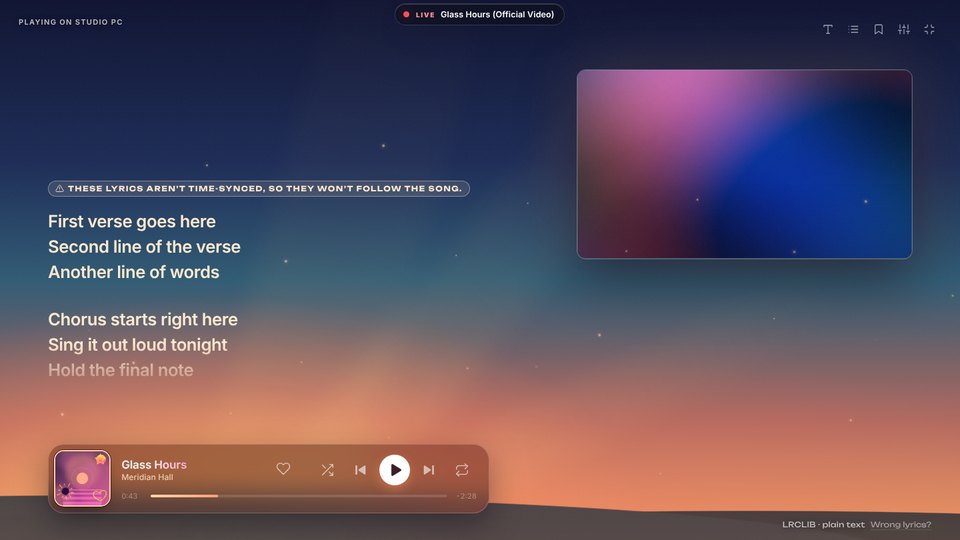 PLAYING ON STUDIO PC
LIVE Glass Hours (Official Video)
THESE LYRICS AREN'T TIME-SYNCED, SO THEY WON'T FOLLOW THE SONG.
First verse goes here
Second line of the verse
Another line of words
Chorus starts right here
Sing it out loud tonight
Hold the final note
Glass Hours
Meridian Hall
0:43
-2:28
LRCLIB · plain text Wrong lyrics?